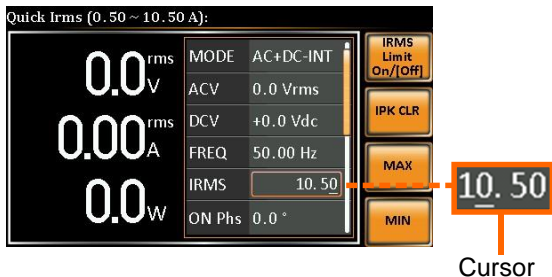 Quick Irms (0.50 ~ 10.50 A):
0.0 rms V
0.00 rms A
0.0 W
MODE AC+DC-INT
ACV 0.0 Vrms
DCV +0.0 Vdc
FREQ 50.00 Hz
IRMS 10.50
ON Phs 0.0 °
IRMS
Limit
On/[Off]
IPK CLR
MAX
MIN
10.50
Cursor